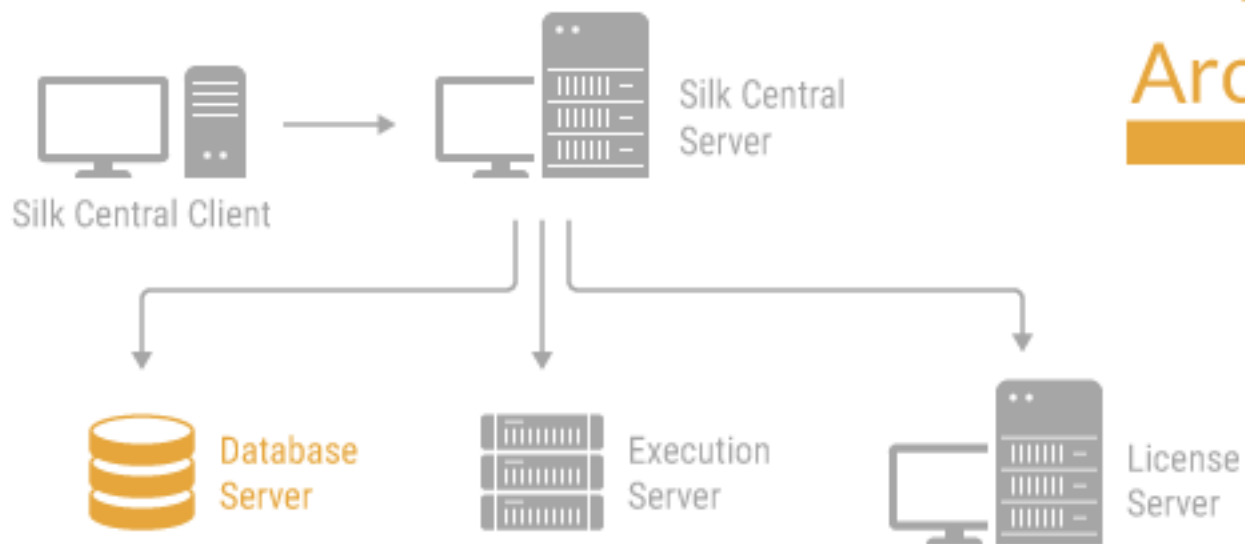 Silk Central
Server
Silk Central Client
Database
Server
Execution
Server
License
Server